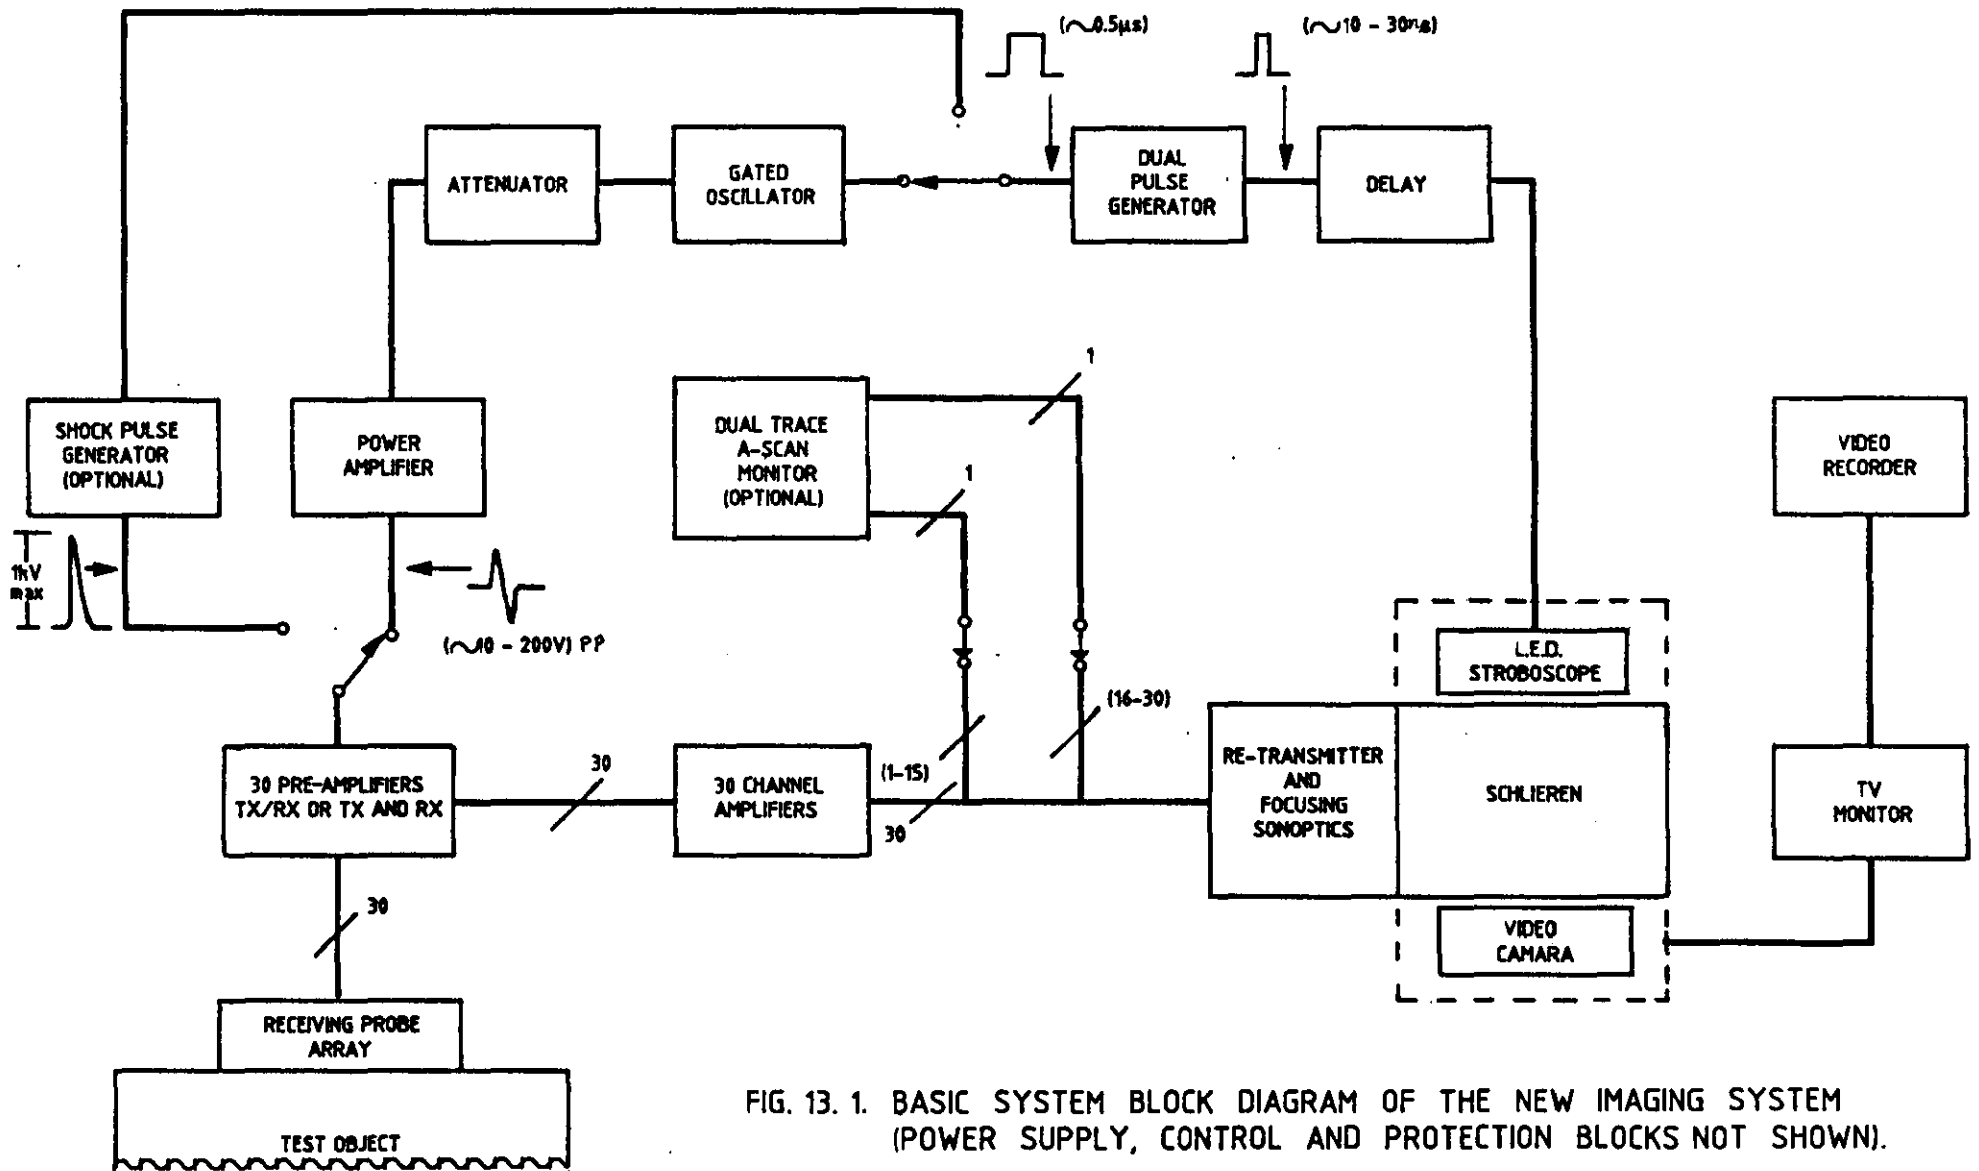 (~0.5µs)
(~10 - 30ns)
ATTENUATOR
GATED
OSCILLATOR
DUAL
PULSE
GENERATOR
DELAY
1
SHOCK PULSE
GENERATOR
(OPTIONAL)
POWER
AMPLIFIER
DUAL TRACE
A-SCAN
MONITOR
(OPTIONAL)
1
VIDEO
RECORDER
1kV
max
(~10 - 200V) PP
L.E.D.
STROBOSCOPE
(16-30)
30 PRE-AMPLIFIERS
TX/RX OR TX AND RX
30
30 CHANNEL
AMPLIFIERS
(1-15)
30
RE-TRANSMITTER
AND
FOCUSING
SONOPTICS
SCHLIEREN
TV
MONITOR
30
VIDEO
CAMARA
RECEIVING PROBE
ARRAY
TEST OBJECT
FIG. 13. 1. BASIC SYSTEM BLOCK DIAGRAM OF THE NEW IMAGING SYSTEM
(POWER SUPPLY, CONTROL AND PROTECTION BLOCKS NOT SHOWN).